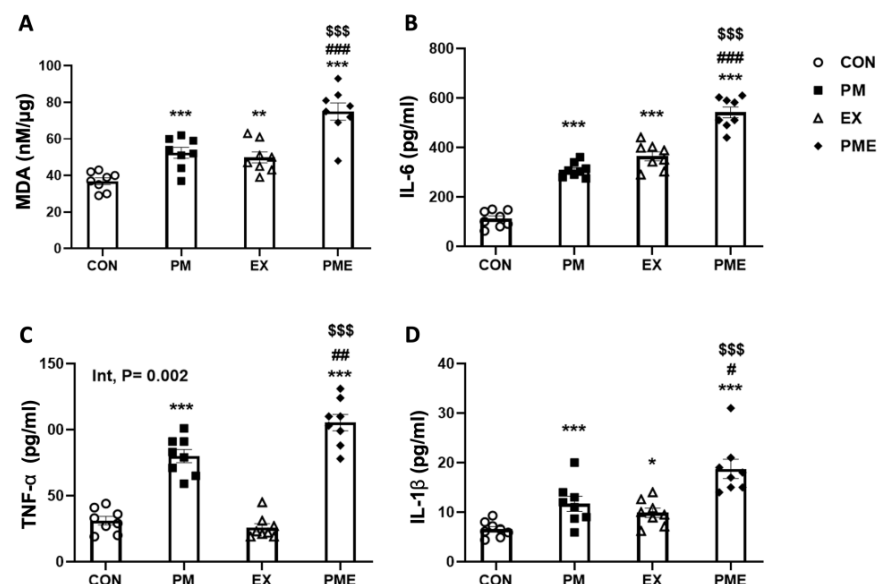 A
MDA (nM/µg)
100
80
60
40
20
0
***
**
$$$
###
***
CON PM EX PME
B
IL-6 (pg/ml)
800
600
400
200
0
***
***
$$$
###
***
CON PM EX PME
CON
PM
EX
PME
C
TNF-α (pg/ml)
150
00
50
0
Int, P= 0.002
***
$$$
##
***
CON PM EX PME
D
IL-1β (pg/ml)
40
30
20
10
0
***
*
$$$
#
***
CON PM EX PME